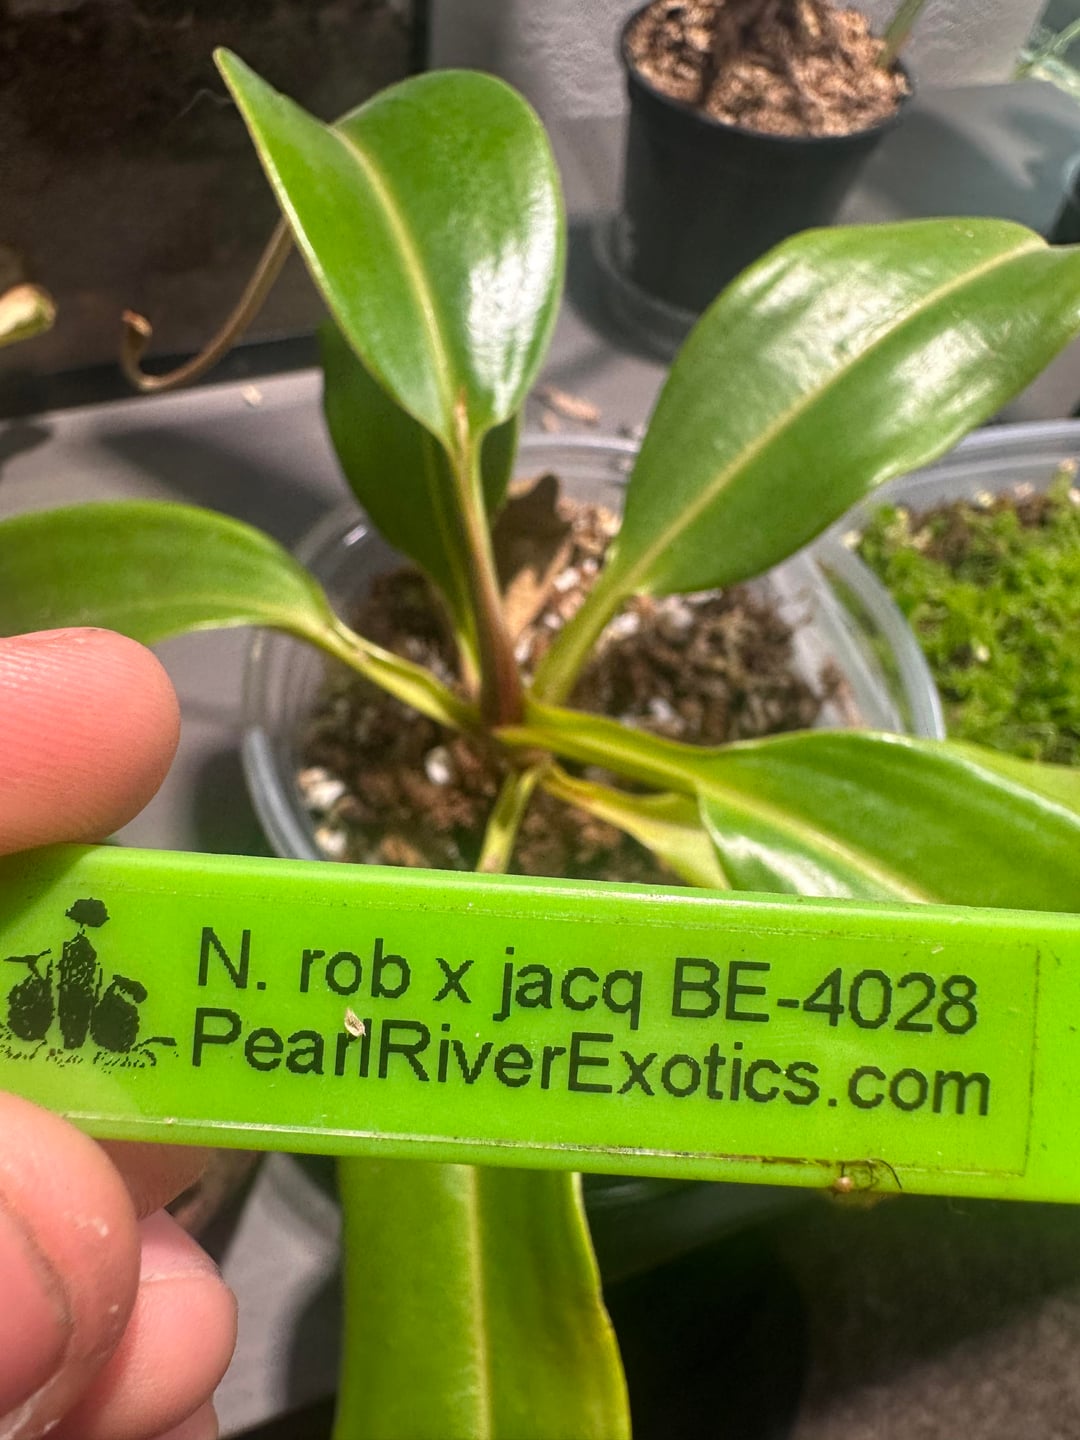 N. rob x jacq BE-4028
PearlRiverExotics.com